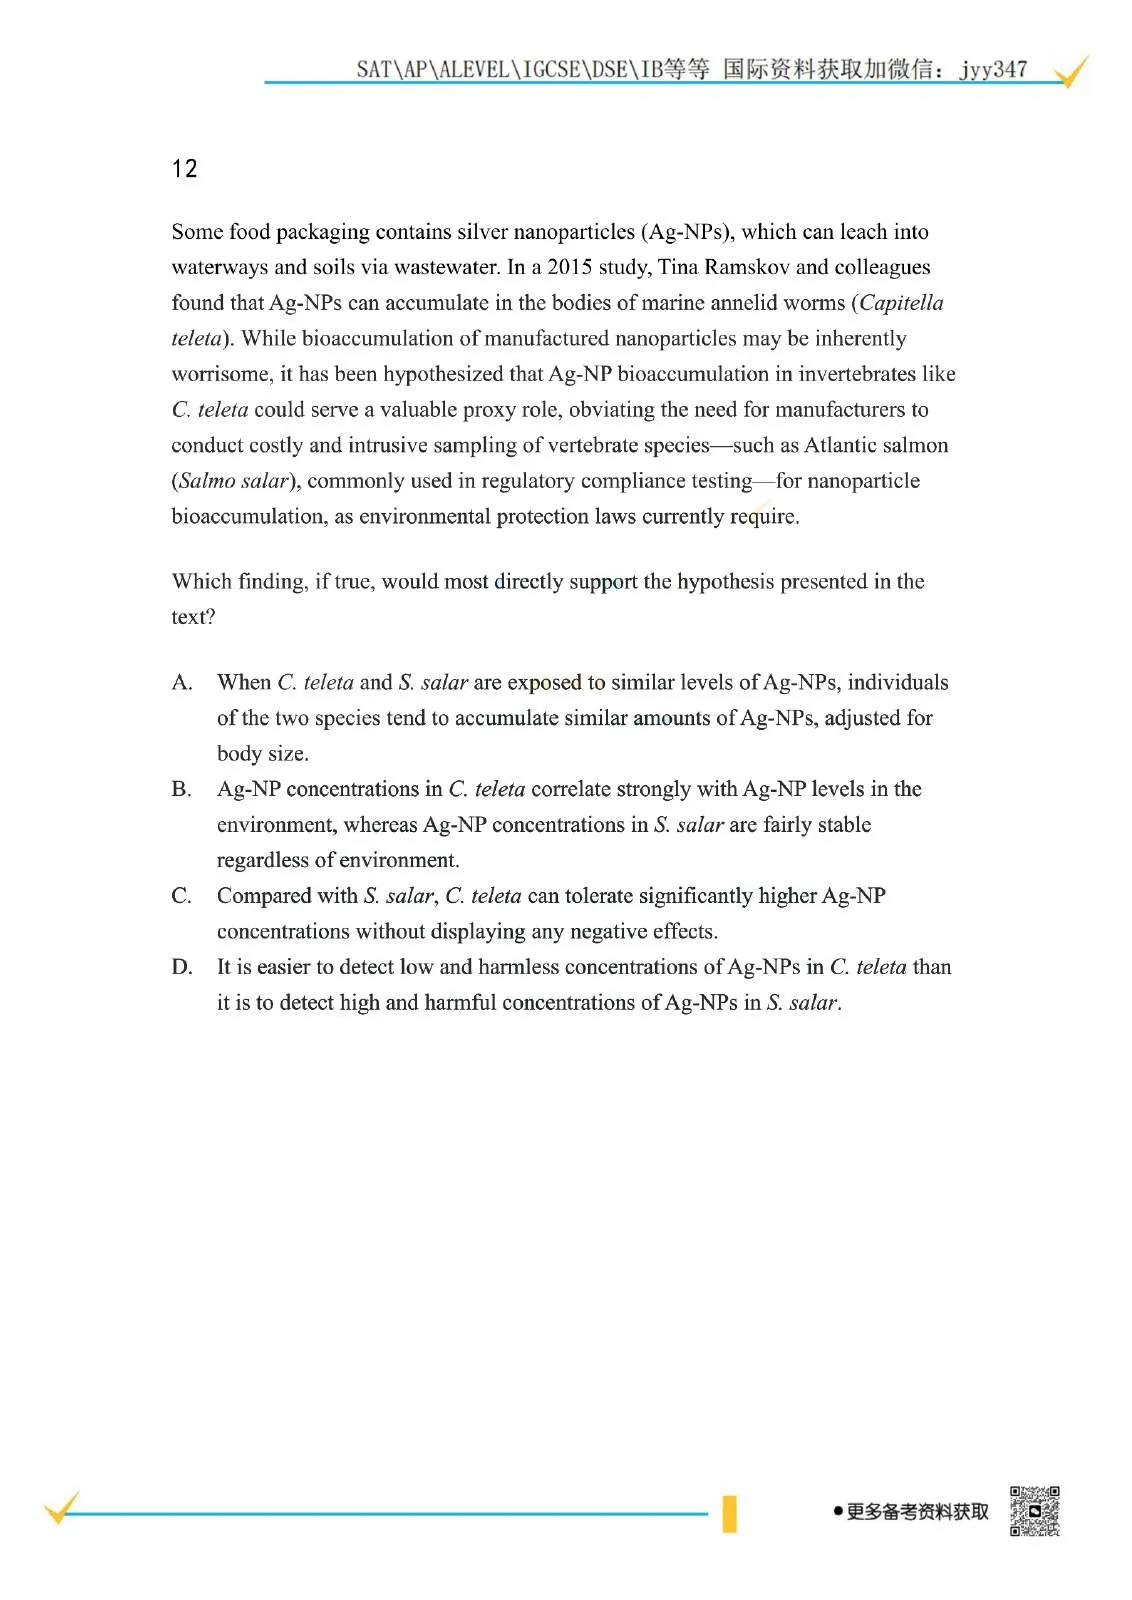 SAT\AP\ALEVEL\IGCSE\DSE\IB等等 国际资料获取加微信：jyy347
12
Some food packaging contains silver nanoparticles (Ag-NPs), which can leach into
waterways and soils via wastewater. In a 2015 study, Tina Ramskov and colleagues
found that Ag-NPs can accumulate in the bodies of marine annelid worms (Capitella
teleta). While bioaccumulation of manufactured nanoparticles may be inherently
worrisome, it has been hypothesized that Ag-NP bioaccumulation in invertebrates like
C. teleta could serve a valuable proxy role, obviating the need for manufacturers to
conduct costly and intrusive sampling of vertebrate species—such as Atlantic salmon
(Salmo salar), commonly used in regulatory compliance testing—for nanoparticle
bioaccumulation, as environmental protection laws currently require.
Which finding, if true, would most directly support the hypothesis presented in the
text?
A. When C. teleta and S. salar are exposed to similar levels of Ag-NPs, individuals
of the two species tend to accumulate similar amounts of Ag-NPs, adjusted for
body size.
B. Ag-NP concentrations in C. teleta correlate strongly with Ag-NP levels in the
environment, whereas Ag-NP concentrations in S. salar are fairly stable
regardless of environment.
C. Compared with S. salar, C. teleta can tolerate significantly higher Ag-NP
concentrations without displaying any negative effects.
D. It is easier to detect low and harmless concentrations of Ag-NPs in C. teleta than
it is to detect high and harmful concentrations of Ag-NPs in S. salar.
●更多备考资料获取